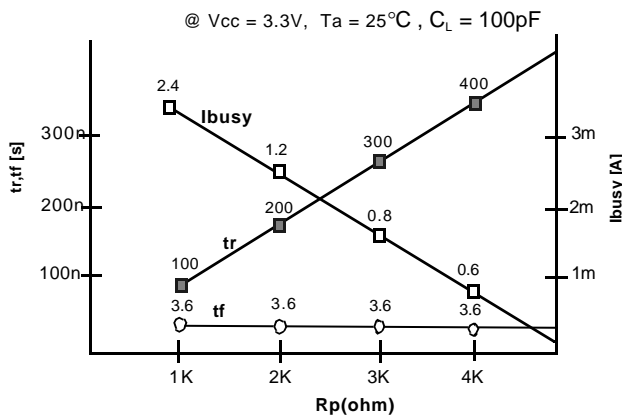 @ Vcc = 3.3V, Ta = 25°C , CL = 100pF
2.4
Ibusy
400
300n
1.2
300
3m
tr,tf [s]
Ibusy [A]
200n
200
0.8
2m
tr
100n
100
0.6
1m
3.6
tf
3.6
3.6
3.6
1K
2K
3K
4K
Rp(ohm)